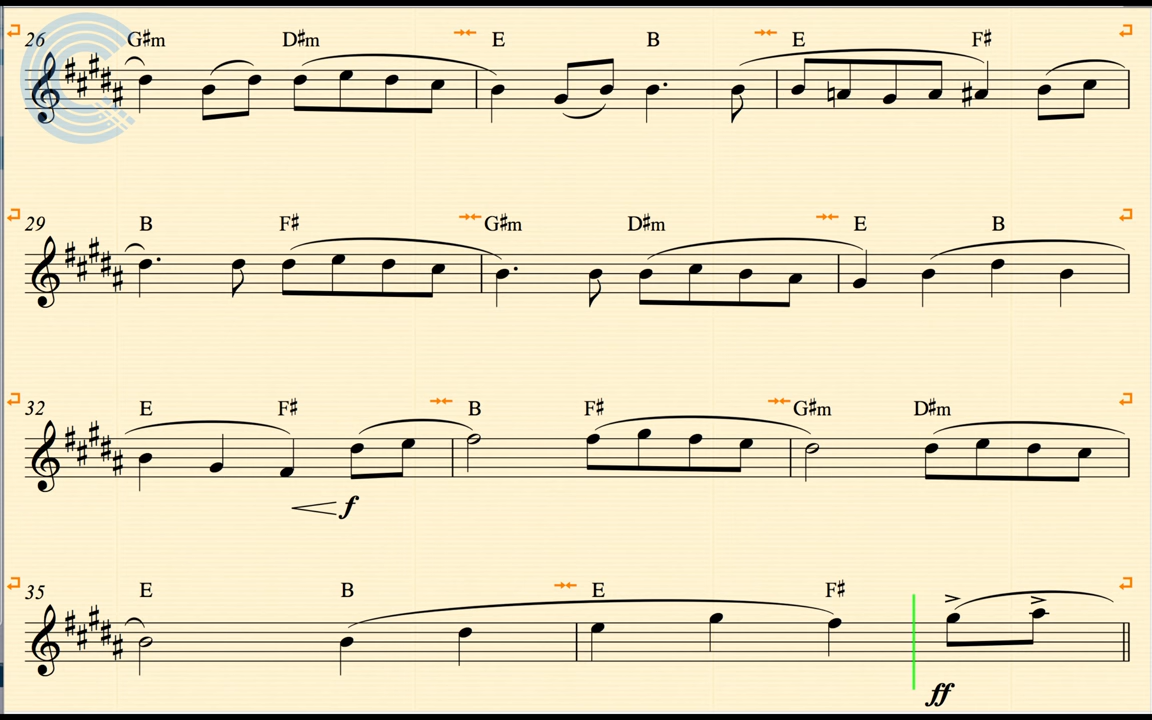 26 G#m D#m E B E F#
29 B F# G#m D#m E B
32 E F# B F# G#m D#m
f
35 E B E F#
ff